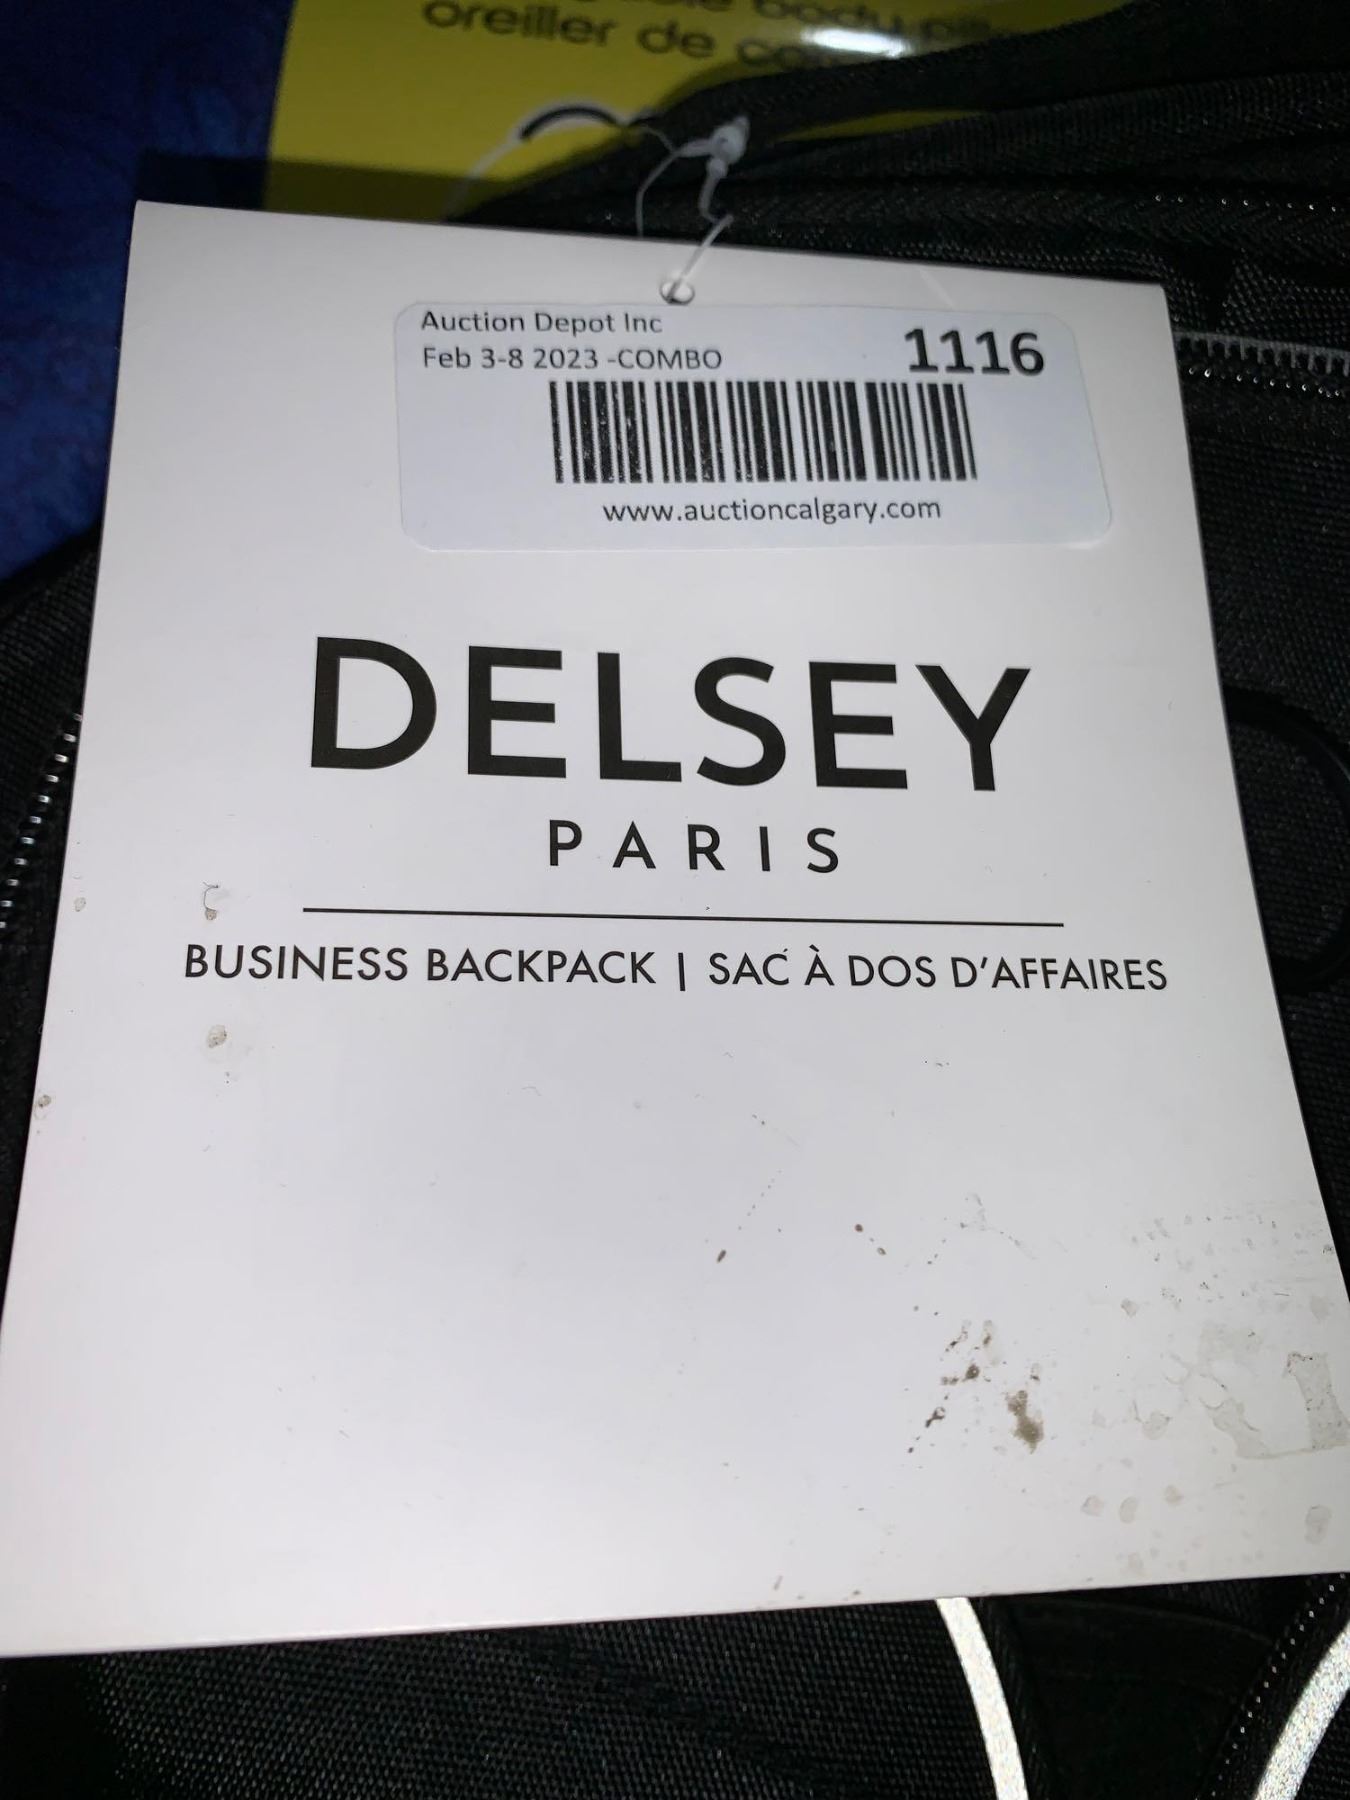 body
oreiller de
Auction Depot Inc
Feb 3-8 2023 -COMBO
1116
www.auctioncalgary.com
DELSEY
PARIS
BUSINESS BACKPACK | SAC À DOS D'AFFAIRES